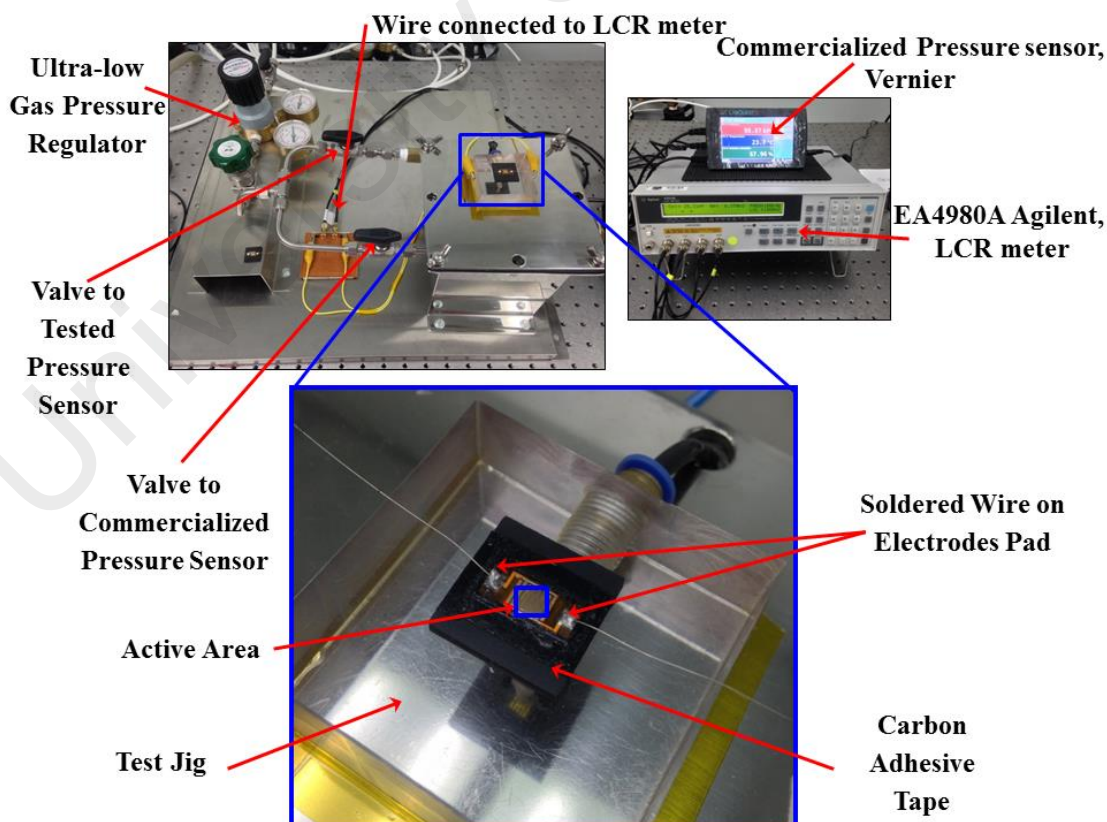 Wire connected to LCR meter
Commercialized Pressure sensor,
Vernier
Ultra-low
Gas Pressure
Regulator
EA4980A Agilent,
LCR meter
Valve to
Tested
Pressure
Sensor
Valve to
Commercialized
Pressure Sensor
Soldered Wire on
Electrodes Pad
Active Area
Test Jig
Carbon
Adhesive
Tape